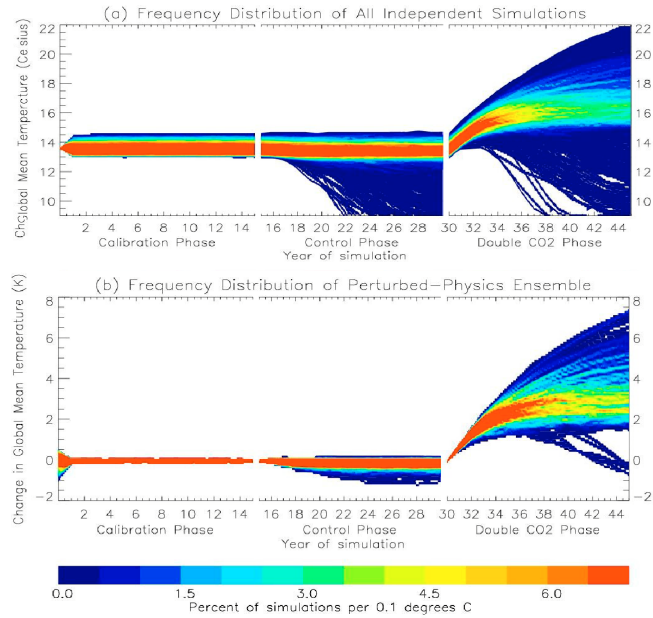 (a) Frequency Distribution of All Independent Simulations
22 20 18 16 14 12 10
Global Mean Temperature (Celsius)
22 20 18 16 14 12 10
2 4 6 8 10 12 14 16 18 20 22 24 26 28 30 32 34 36 38 40 42 44
Calibration Phase Control Phase Double CO2 Phase
Year of simulation
(b) Frequency Distribution of Perturbed-Physics Ensemble
8 6 4 2 0 -2
Change in Global Mean Temperature (K)
8 6 4 2 0 -2
2 4 6 8 10 12 14 16 18 20 22 24 26 28 30 32 34 36 38 40 42 44
Calibration Phase Control Phase Double CO2 Phase
Year of simulation
0.0 1.5 3.0 4.5 6.0
Percent of simulations per 0.1 degrees C